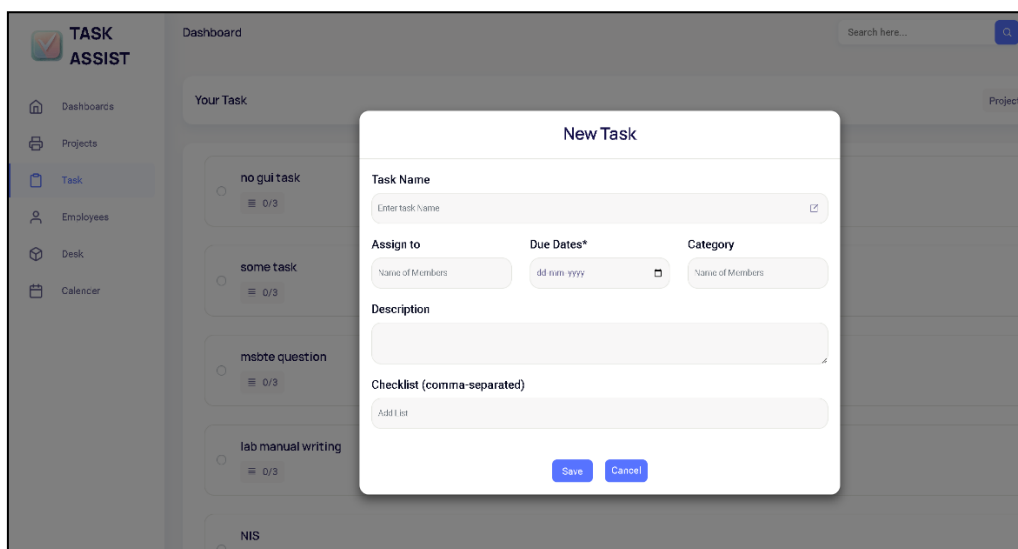 TASK
ASSIST
Dashboard
Search here...
Dashboards
Projects
Task
Employees
Desk
Calender
Your Task
Project
no gui task
0/3
some task
0/3
msbte question
0/3
lab manual writing
0/3
NIS
New Task
Task Name
Enter task Name
Assign to Due Dates* Category
Name of Members dd-mm-yyyy Name of Members
Description
Checklist (comma-separated)
Add List
Save Cancel